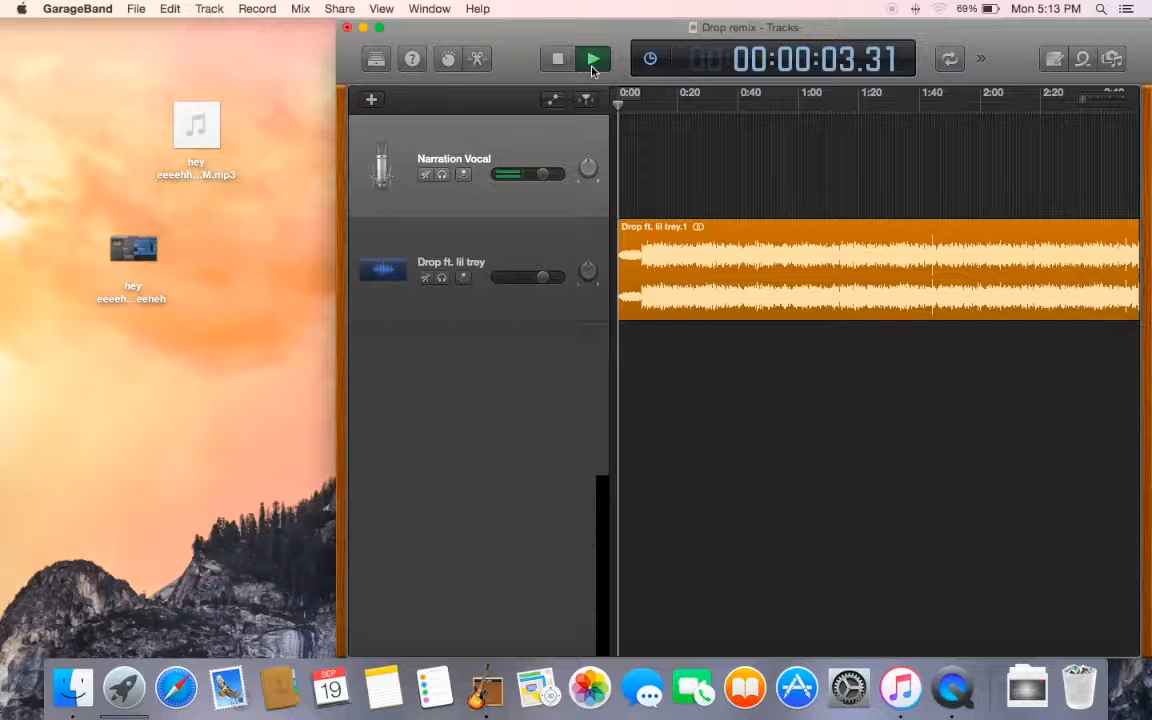 GarageBand File Edit Track Record Mix Share View Window Help 69% Mon 5:13 PM
Drop remix - Tracks
00:00:03.31
0:00 0:20 0:40 1:00 1:20 1:40 2:00 2:20
Narration Vocal
Drop ft. lil trey.1
Drop ft. lil trey
hey
eeeehh...M.mp3
hey
eeeeh...eeheh
SEP
19